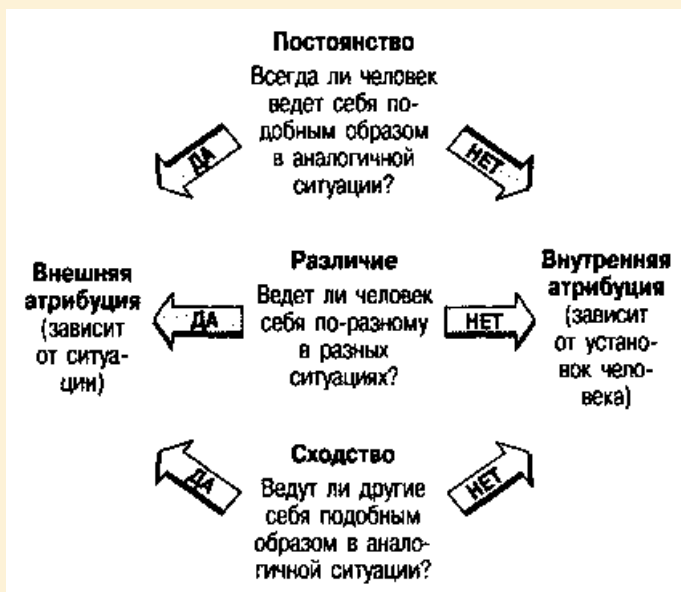 Постоянство
Всегда ли человек
ведет себя по-
добным образом
в аналогичной
ситуации?
ДА
НЕТ
Внешняя
атрибуция
(зависит
от ситуа-
ции)
ДА
Различие
Ведет ли человек
себя по-разному
в разных
ситуациях?
НЕТ
Внутренняя
атрибуция
(зависит
от устано-
вок чело-
века)
ДА
НЕТ
Сходство
Ведут ли другие
себя подобным
образом в анало-
гичной ситуации?